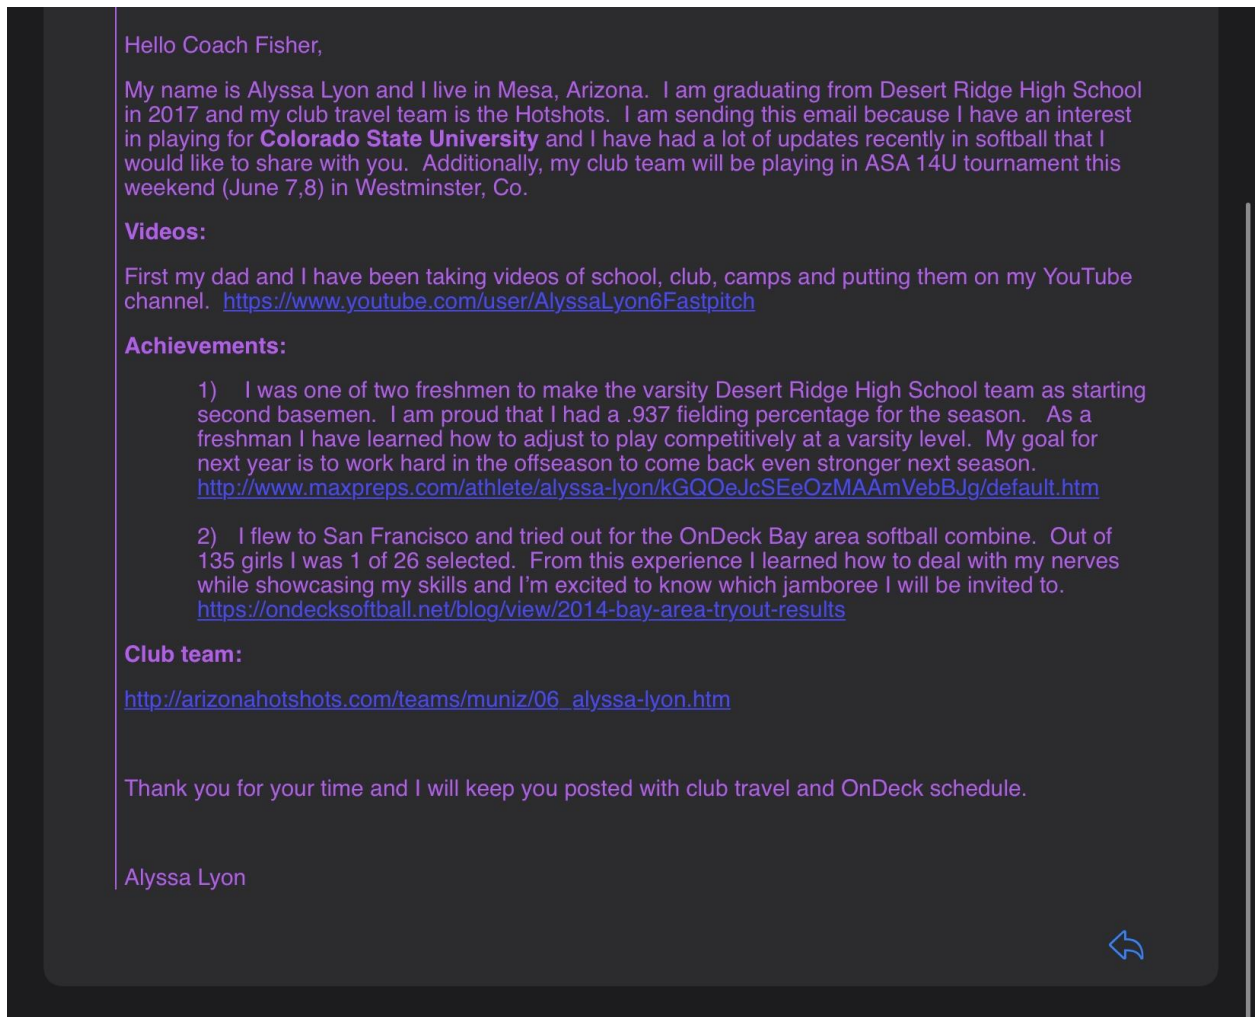 Hello Coach Fisher,
My name is Alyssa Lyon and I live in Mesa, Arizona.  I am graduating from Desert Ridge High School
in 2017 and my club travel team is the Hotshots.  I am sending this email because I have an interest
in playing for Colorado State University and I have had a lot of updates recently in softball that I
would like to share with you.  Additionally, my club team will be playing in ASA 14U tournament this
weekend (June 7,8) in Westminster, Co.
Videos:
First my dad and I have been taking videos of school, club, camps and putting them on my YouTube
channel.  https://www.youtube.com/user/AlyssaLyon6Fastpitch
Achievements:
1)    I was one of two freshmen to make the varsity Desert Ridge High School team as starting
second basemen.  I am proud that I had a .937 fielding percentage for the season.   As a
freshman I have learned how to adjust to play competitively at a varsity level.  My goal for
next year is to work hard in the offseason to come back even stronger next season.
http://www.maxpreps.com/athlete/alyssa-lyon/kGQOeJcSEeOzMAAmVebBJg/default.htm
2)   I flew to San Francisco and tried out for the OnDeck Bay area softball combine.  Out of
135 girls I was 1 of 26 selected.  From this experience I learned how to deal with my nerves
while showcasing my skills and I'm excited to know which jamboree I will be invited to.
https://ondecksoftball.net/blog/view/2014-bay-area-tryout-results
Club team:
http://arizonahotshots.com/teams/muniz/06_alyssa-lyon.htm
Thank you for your time and I will keep you posted with club travel and OnDeck schedule.
Alyssa Lyon